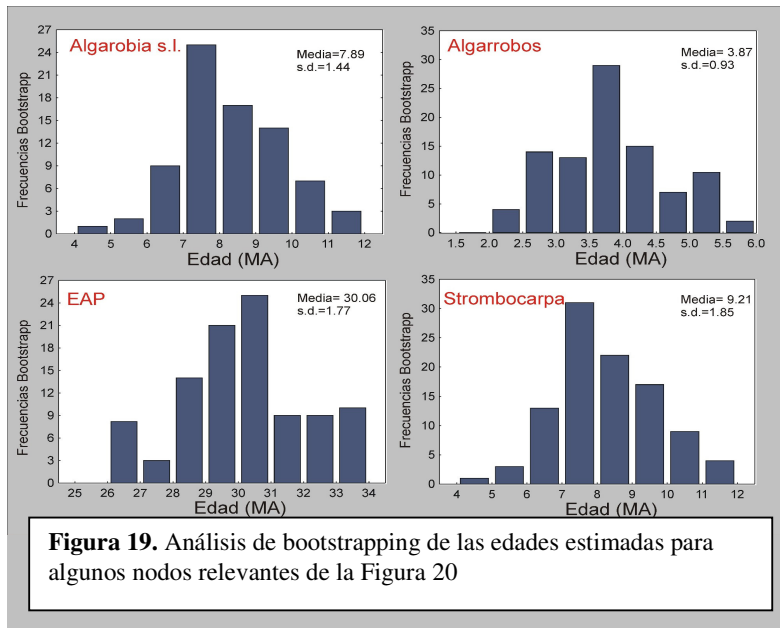 Algarobia s.l.
Media=7.89
s.d.=1.44
Frecuencias Bootstrapp
27
24
21
18
15
12
9
6
3
0
4 5 6 7 8 9 10 11 12
Edad (MA)
Algarrobos
Media= 3.87
s.d.=0.93
Frecuencias Bootstrapp
35
30
25
20
15
10
5
0
1.5 2.0 2.5 3.0 3.5 4.0 4.5 5.0 5.5 6.0
Edad (MA)
EAP
Media= 30.06
s.d.=1.77
Frecuencias Bootstrapp
27
24
21
18
15
12
9
6
3
0
25 26 27 28 29 30 31 32 33 34
Edad (MA)
Strombocarpa
Media= 9.21
s.d.=1.85
Frecuencias Bootstrapp
35
30
25
20
15
10
5
0
4 5 6 7 8 9 10 11 12
Edad (MA)
Figura 19. Análisis de bootstrapping de las edades estimadas para
algunos nodos relevantes de la Figura 20